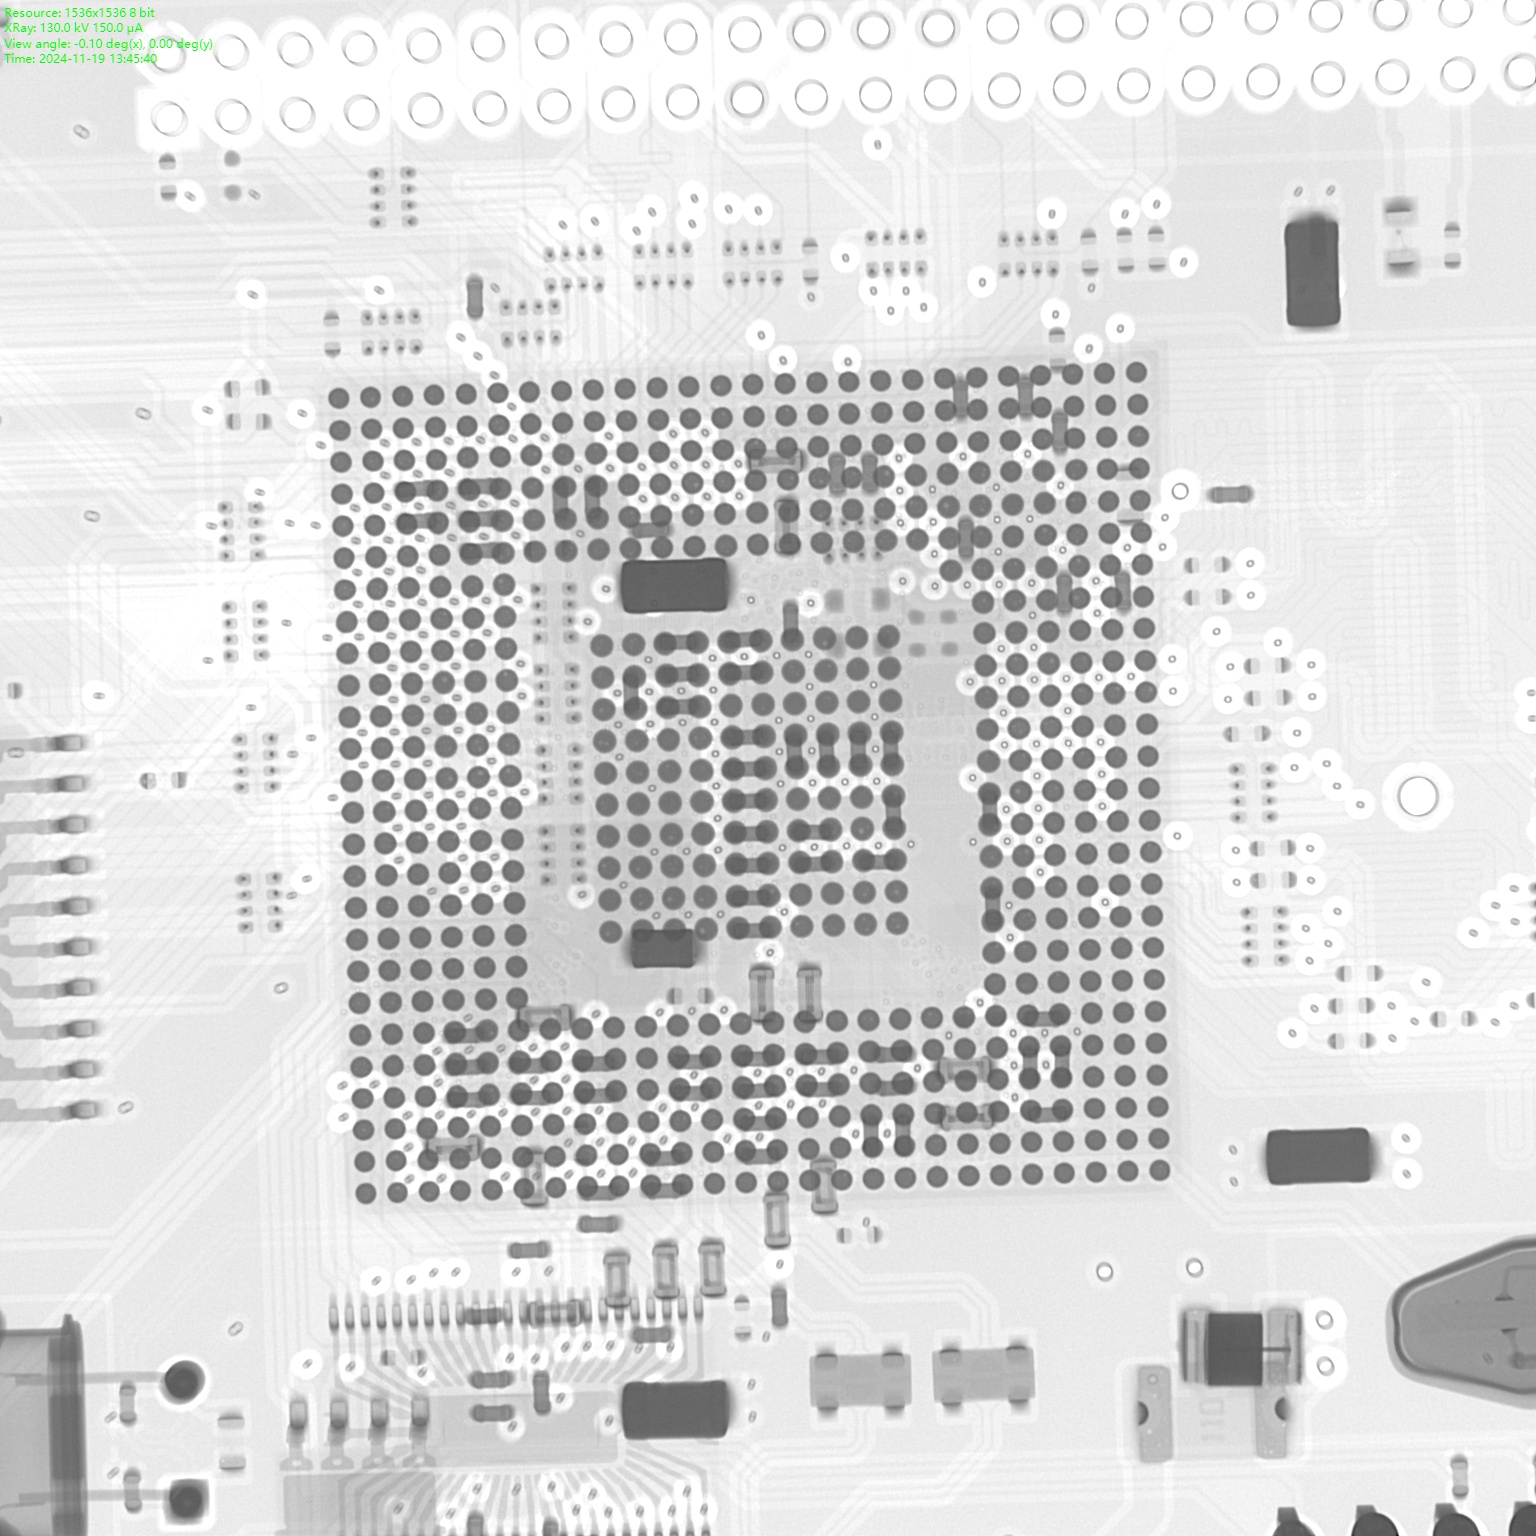 Resource: 1536x1536 8 bit
XRay: 130.0 kV 150.0 µA
View angle: -0.10 deg(x), 0.00 deg(y)
Time: 2024-11-19 13:45:40